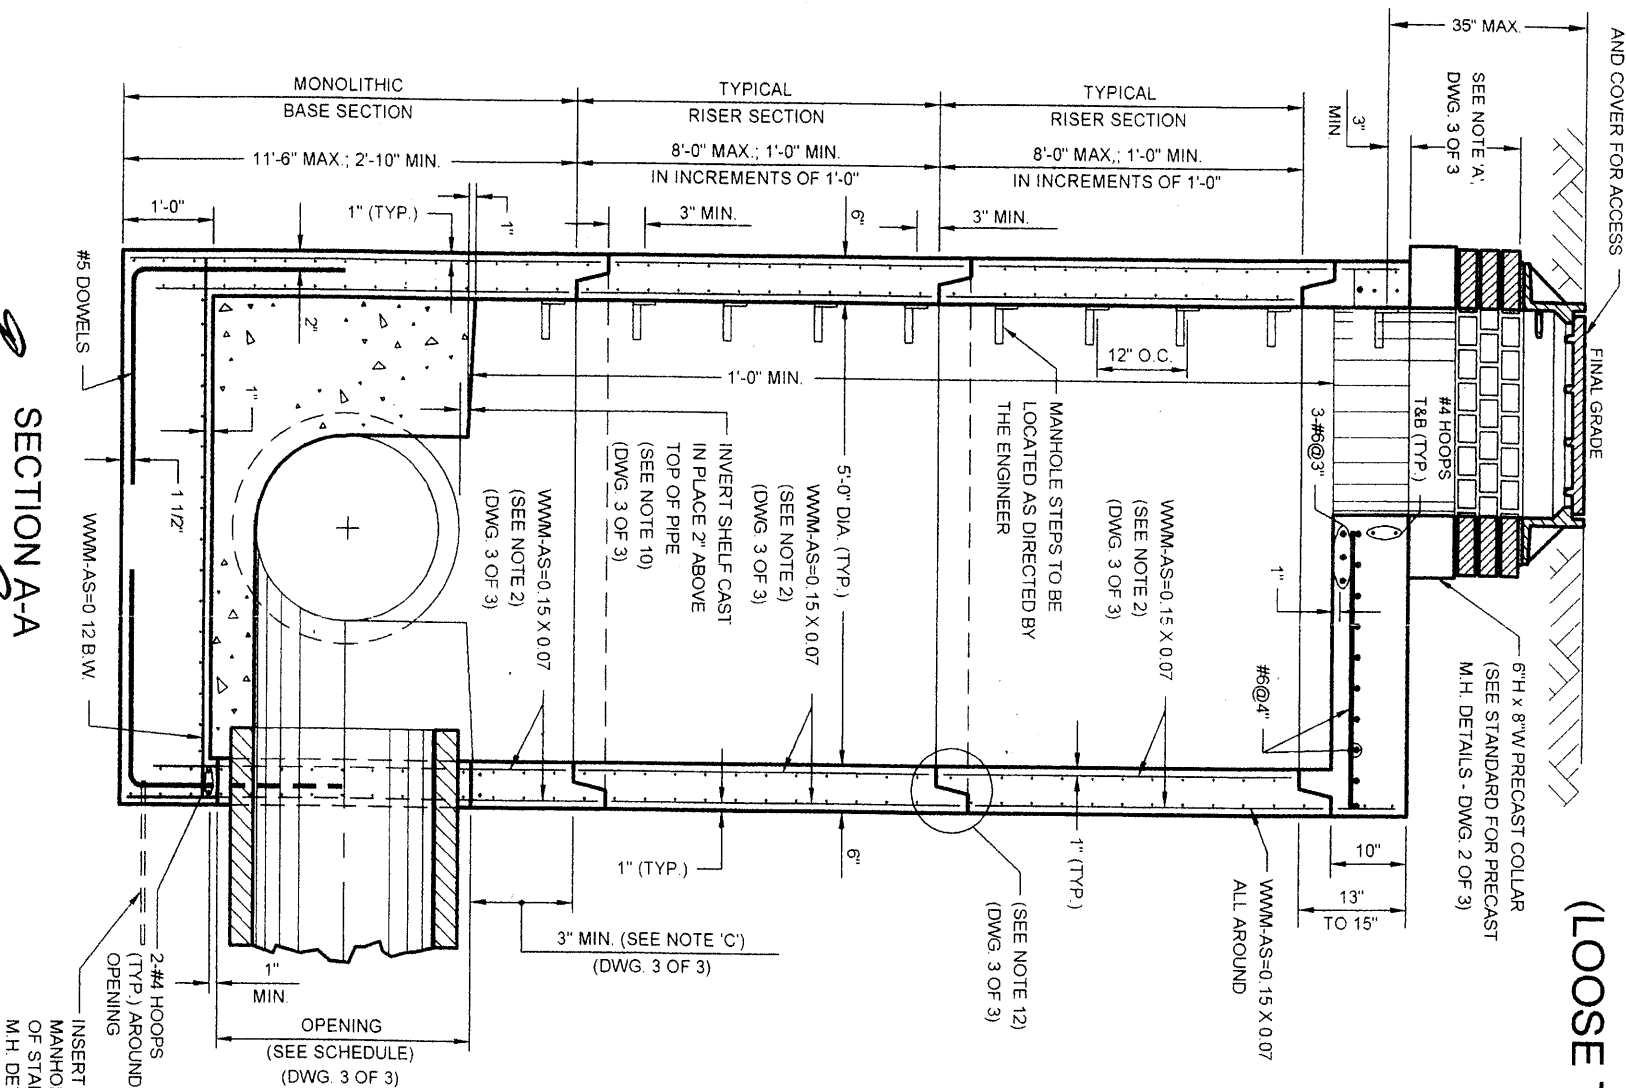 AND COVER FOR ACCESS
35" MAX.
SEE NOTE 'A',
DWG. 3 OF 3
3"
MIN.
FINAL GRADE
MONOLITHIC
BASE SECTION
11'-6" MAX.; 2'-10" MIN.
TYPICAL
RISER SECTION
8'-0" MAX.; 1'-0" MIN.
IN INCREMENTS OF 1'-0"
TYPICAL
RISER SECTION
8'-0" MAX,; 1'-0" MIN.
IN INCREMENTS OF 1'-0"
1'-0"
1" (TYP.)
1"
3" MIN.
6"
3" MIN.
#5 DOWELS
2"
1"
1 1/2"
12" O.C.
1'-0" MIN.
#4 HOOPS
T&B (TYP.)
3-#6@3"
MANHOLE STEPS TO BE
LOCATED AS DIRECTED BY
THE ENGINEER
INVERT SHELF CAST
IN PLACE 2" ABOVE
TOP OF PIPE
(SEE NOTE 10)
(DWG. 3 OF 3)
5'-0" DIA. (TYP.)
WWM-AS=0.15 X 0.07
(SEE NOTE 2)
(DWG. 3 OF 3)
WWM-AS=0.15 X 0.07
(SEE NOTE 2)
(DWG. 3 OF 3)
WWM-AS=0.15 X 0.07
(SEE NOTE 2)
(DWG. 3 OF 3)
1"
#6@4"
6"H x 8"W PRECAST COLLAR
(SEE STANDARD FOR PRECAST
M.H. DETAILS - DWG. 2 OF 3)
10"
13"
TO 15"
WWM-AS=0.15 X 0.07
ALL AROUND
1" (TYP.)
(SEE NOTE 12)
(DWG. 3 OF 3)
6"
1" (TYP.)
3" MIN. (SEE NOTE 'C')
(DWG. 3 OF 3)
WWM-AS=0 12 B.W.
1"
MIN.
2-#4 HOOPS
(TYP.) AROUND
OPENING
OPENING
(SEE SCHEDULE)
(DWG. 3 OF 3)
INSERT
MANHO
OF STA
M.H. DE
SECTION A-A
(LOOSE